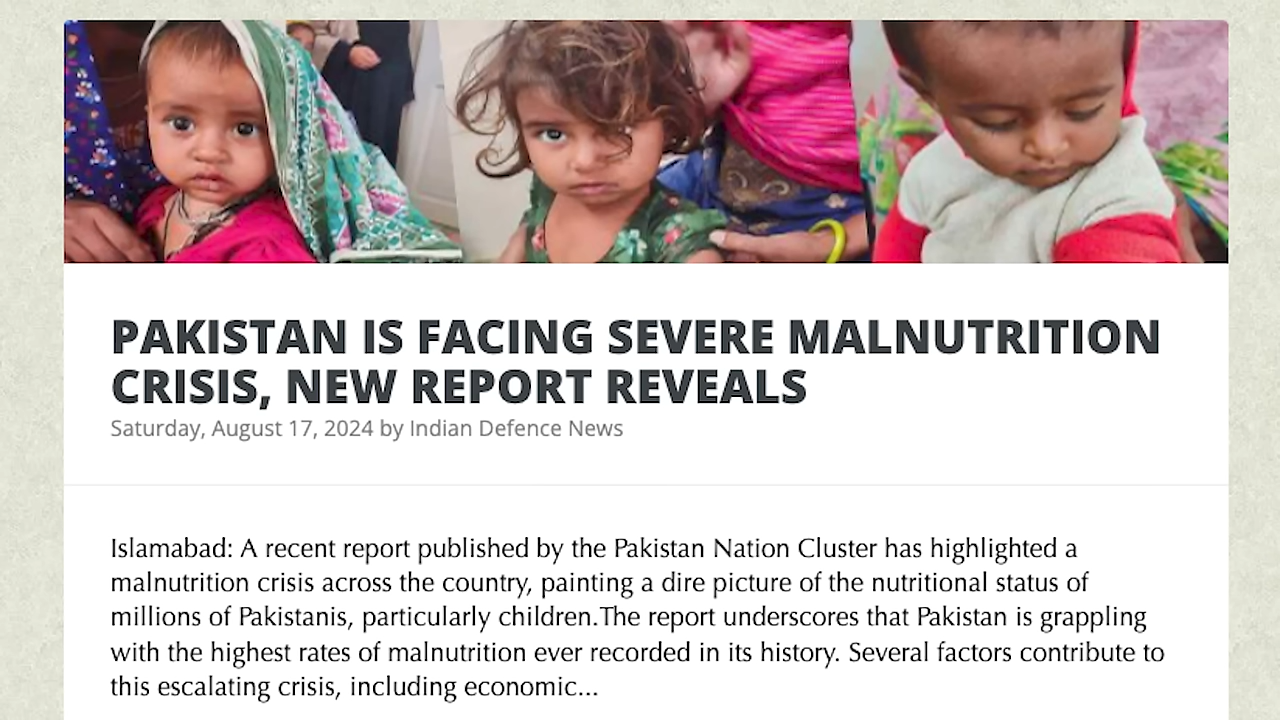 PAKISTAN IS FACING SEVERE MALNUTRITION
CRISIS, NEW REPORT REVEALS
Saturday, August 17, 2024 by Indian Defence News
Islamabad: A recent report published by the Pakistan Nation Cluster has highlighted a
malnutrition crisis across the country, painting a dire picture of the nutritional status of
millions of Pakistanis, particularly children.The report underscores that Pakistan is grappling
with the highest rates of malnutrition ever recorded in its history. Several factors contribute to
this escalating crisis, including economic...